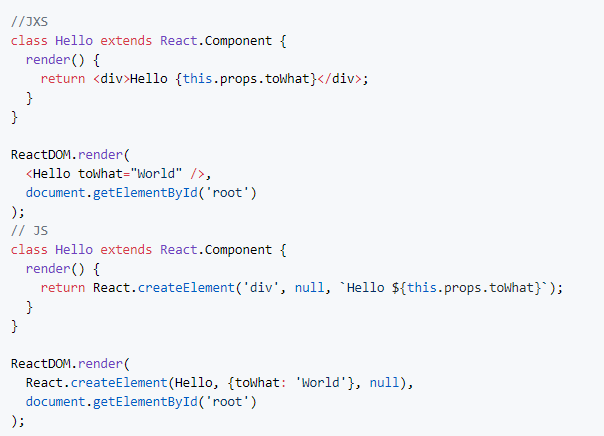 //JXS
class Hello extends React.Component {
  render() {
    return <div>Hello {this.props.toWhat}</div>;
  }
}

ReactDOM.render(
  <Hello toWhat="World" />,
  document.getElementById('root')
);
// JS
class Hello extends React.Component {
  render() {
    return React.createElement('div', null, `Hello ${this.props.toWhat}`);
  }
}

ReactDOM.render(
  React.createElement(Hello, {toWhat: 'World'}, null),
  document.getElementById('root')
);